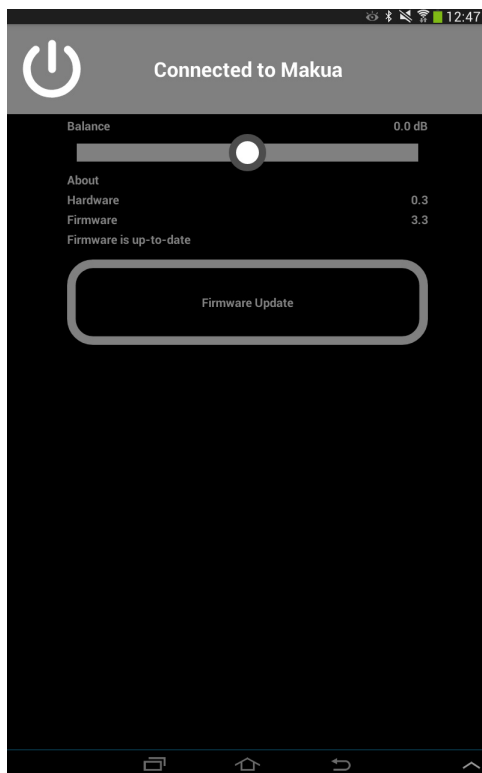 12:47
Connected to Makua
Balance 0.0 dB
About
Hardware 0.3
Firmware 3.3
Firmware is up-to-date
Firmware Update